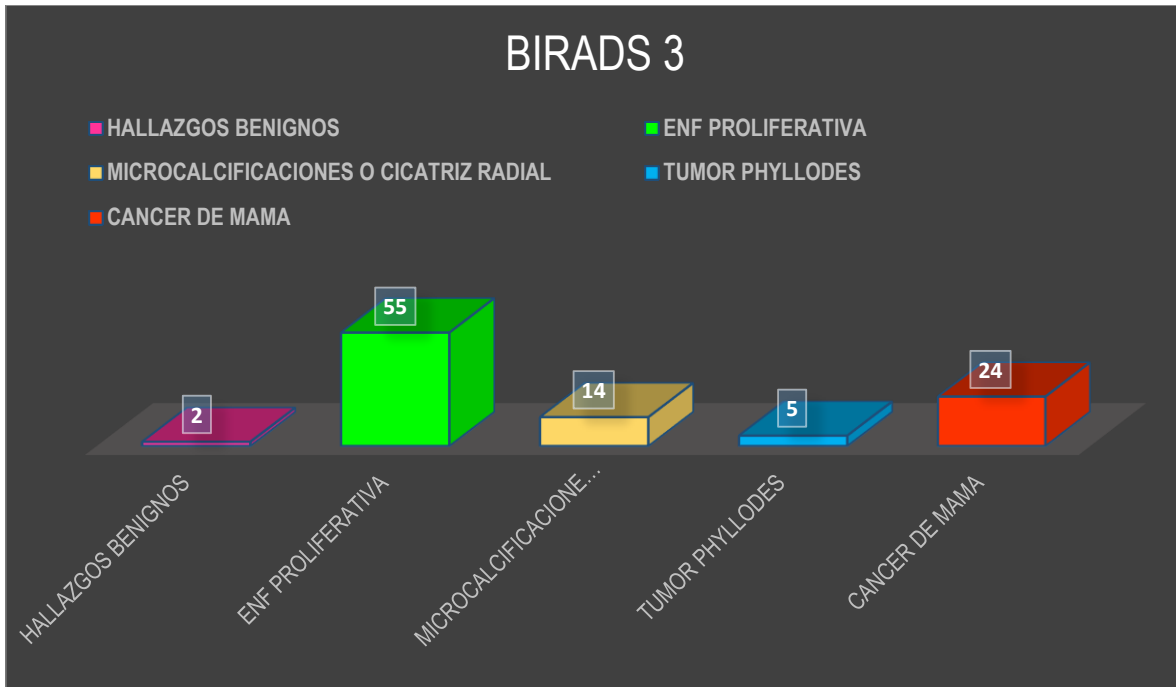 BIRADS 3
HALLAZGOS BENIGNOS
ENF PROLIFERATIVA
MICROCALCIFICACIONES O CICATRIZ RADIAL
TUMOR PHYLLODES
CANCER DE MAMA
2
55
14
5
24
HALLAZGOS BENIGNOS
ENF PROLIFERATIVA
MICROCALCIFICACIONE...
TUMOR PHYLLODES
CANCER DE MAMA